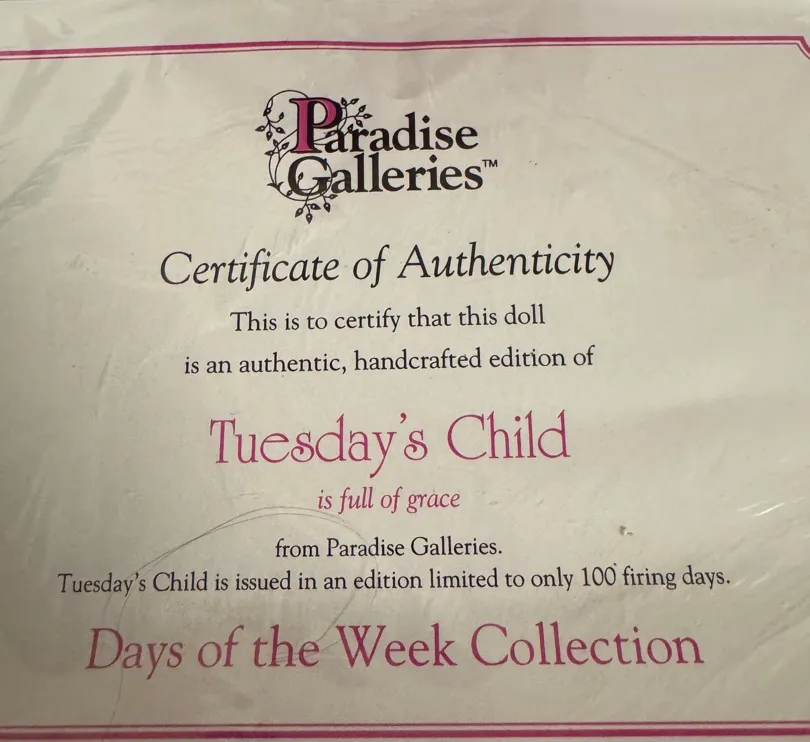 Paradise
Galleries™
Certificate of Authenticity
This is to certify that this doll
is an authentic, handcrafted edition of
Tuesday's Child
is full of grace
from Paradise Galleries.
Tuesday's Child is issued in an edition limited to only 100 firing days.
Days of the Week Collection